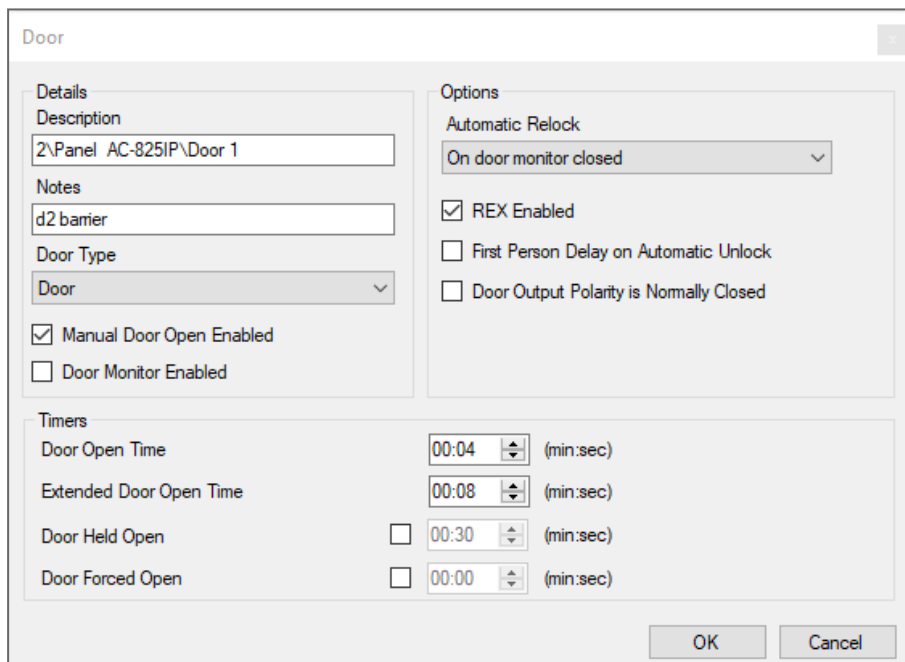 Door
x
Details
Description
2\Panel  AC-825IP\Door 1
Notes
d2 barrier
Door Type
Door
Manual Door Open Enabled
Door Monitor Enabled
Options
Automatic Relock
On door monitor closed
REX Enabled
First Person Delay on Automatic Unlock
Door Output Polarity is Normally Closed
Timers
Door Open Time 00:04 (min:sec)
Extended Door Open Time 00:08 (min:sec)
Door Held Open 00:30 (min:sec)
Door Forced Open 00:00 (min:sec)
OK Cancel